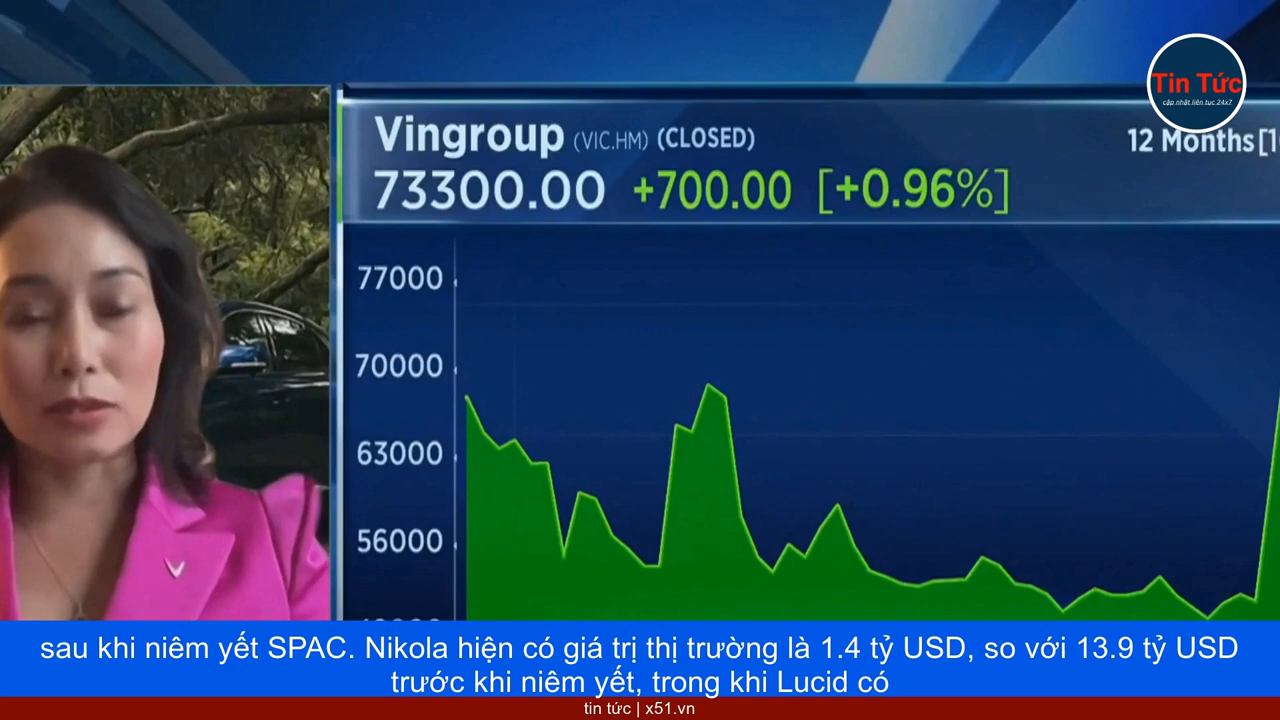 Tin Tức
cập nhật liên tục 24x7
Vingroup (VIC.HM) (CLOSED)
12 Months
73300.00 +700.00 [+0.96%]
77000
70000
63000
56000
sau khi niêm yết SPAC. Nikola hiện có giá trị thị trường là 1.4 tỷ USD, so với 13.9 tỷ USD
trước khi niêm yết, trong khi Lucid có
tin tức | x51.vn